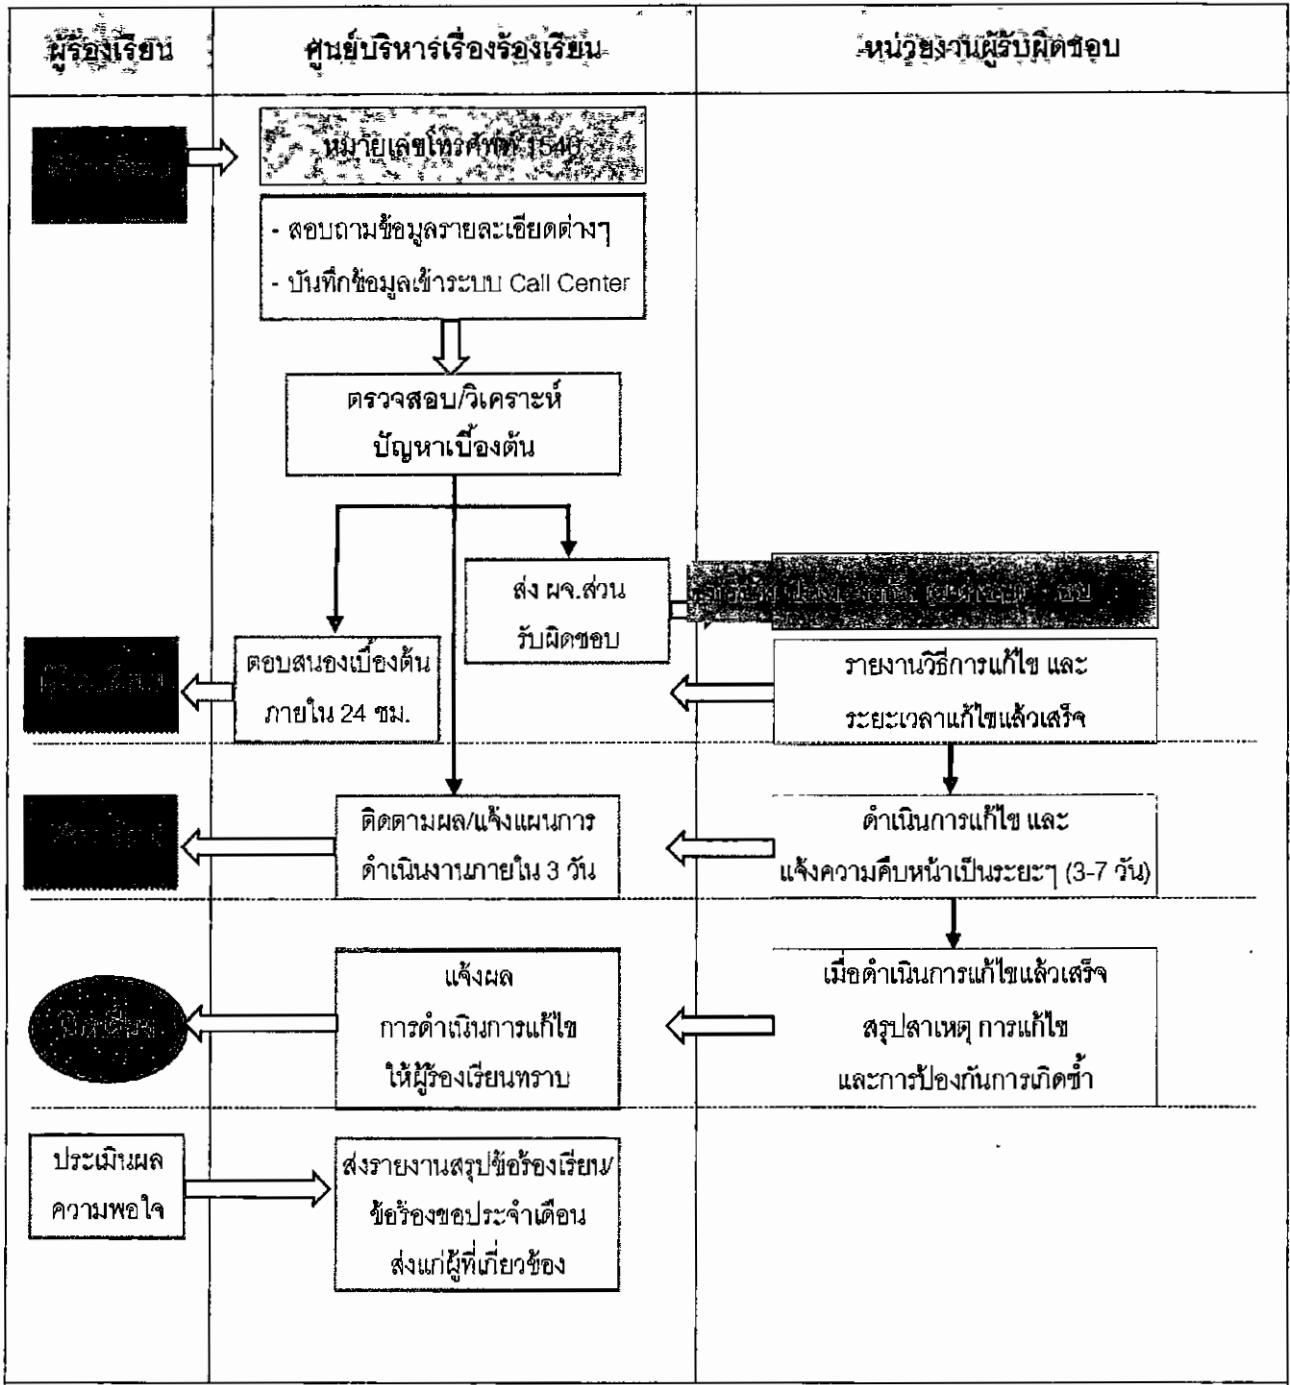 ผู้ร้องเรียน
ศูนย์บริหารเรื่องร้องเรียน
หน่วยงานผู้รับผิดชอบ
หมายเลขโทรศัพท์ 1546
- สอบถามข้อมูลรายละเอียดต่างๆ
- บันทึกข้อมูลเข้าระบบ Call Center
ตรวจสอบ/วิเคราะห์
ปัญหาเบื้องต้น
ส่ง ผจ.ส่วน
รับผิดชอบ
ตอบสนองเบื้องต้น
ภายใน 24 ชม.
รายงานวิธีการแก้ไข และ
ระยะเวลาแก้ไขแล้วเสร็จ
ติดตามผล/แจ้งแผนการ
ดำเนินงานภายใน 3 วัน
ดำเนินการแก้ไข และ
แจ้งความคืบหน้าเป็นระยะๆ (3-7 วัน)
แจ้งผล
การดำเนินการแก้ไข
ให้ผู้ร้องเรียนทราบ
เมื่อดำเนินการแก้ไขแล้วเสร็จ
สรุปสาเหตุ การแก้ไข
และการป้องกันการเกิดซ้ำ
ประเมินผล
ความพอใจ
ส่งรายงานสรุปข้อร้องเรียน/
ข้อร้องขอประจำเดือน
ส่งแก่ผู้ที่เกี่ยวข้อง